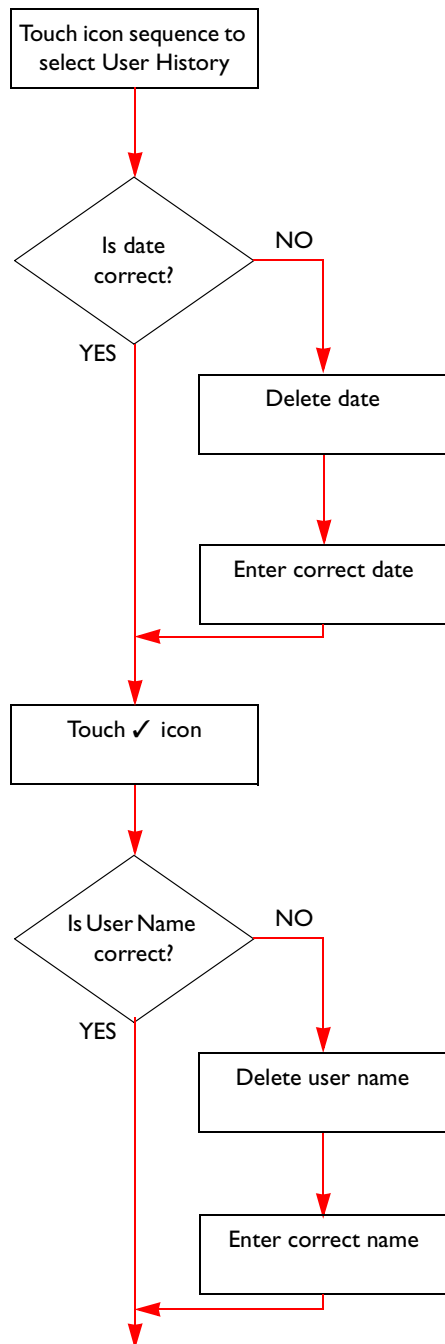 Touch icon sequence to
select User History
Is date
correct?
NO
YES
Delete date
Enter correct date
Touch ✓ icon
Is User Name
correct?
NO
YES
Delete user name
Enter correct name